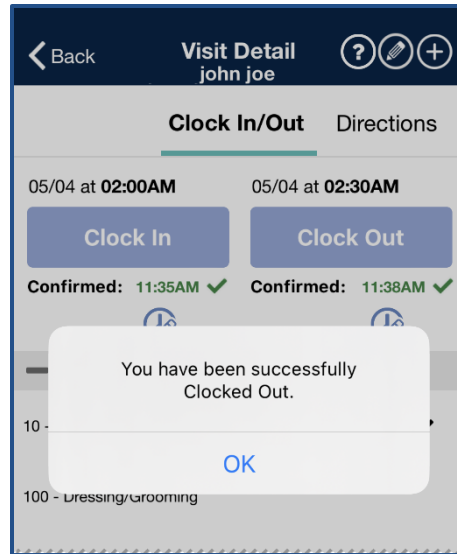 Back
Visit Detail
john joe
?
Clock In/Out Directions
05/04 at 02:00AM 05/04 at 02:30AM
Clock In Clock Out
Confirmed: 11:35AM Confirmed: 11:38AM
You have been successfully
Clocked Out.
10 -
OK
100 - Dressing/Grooming